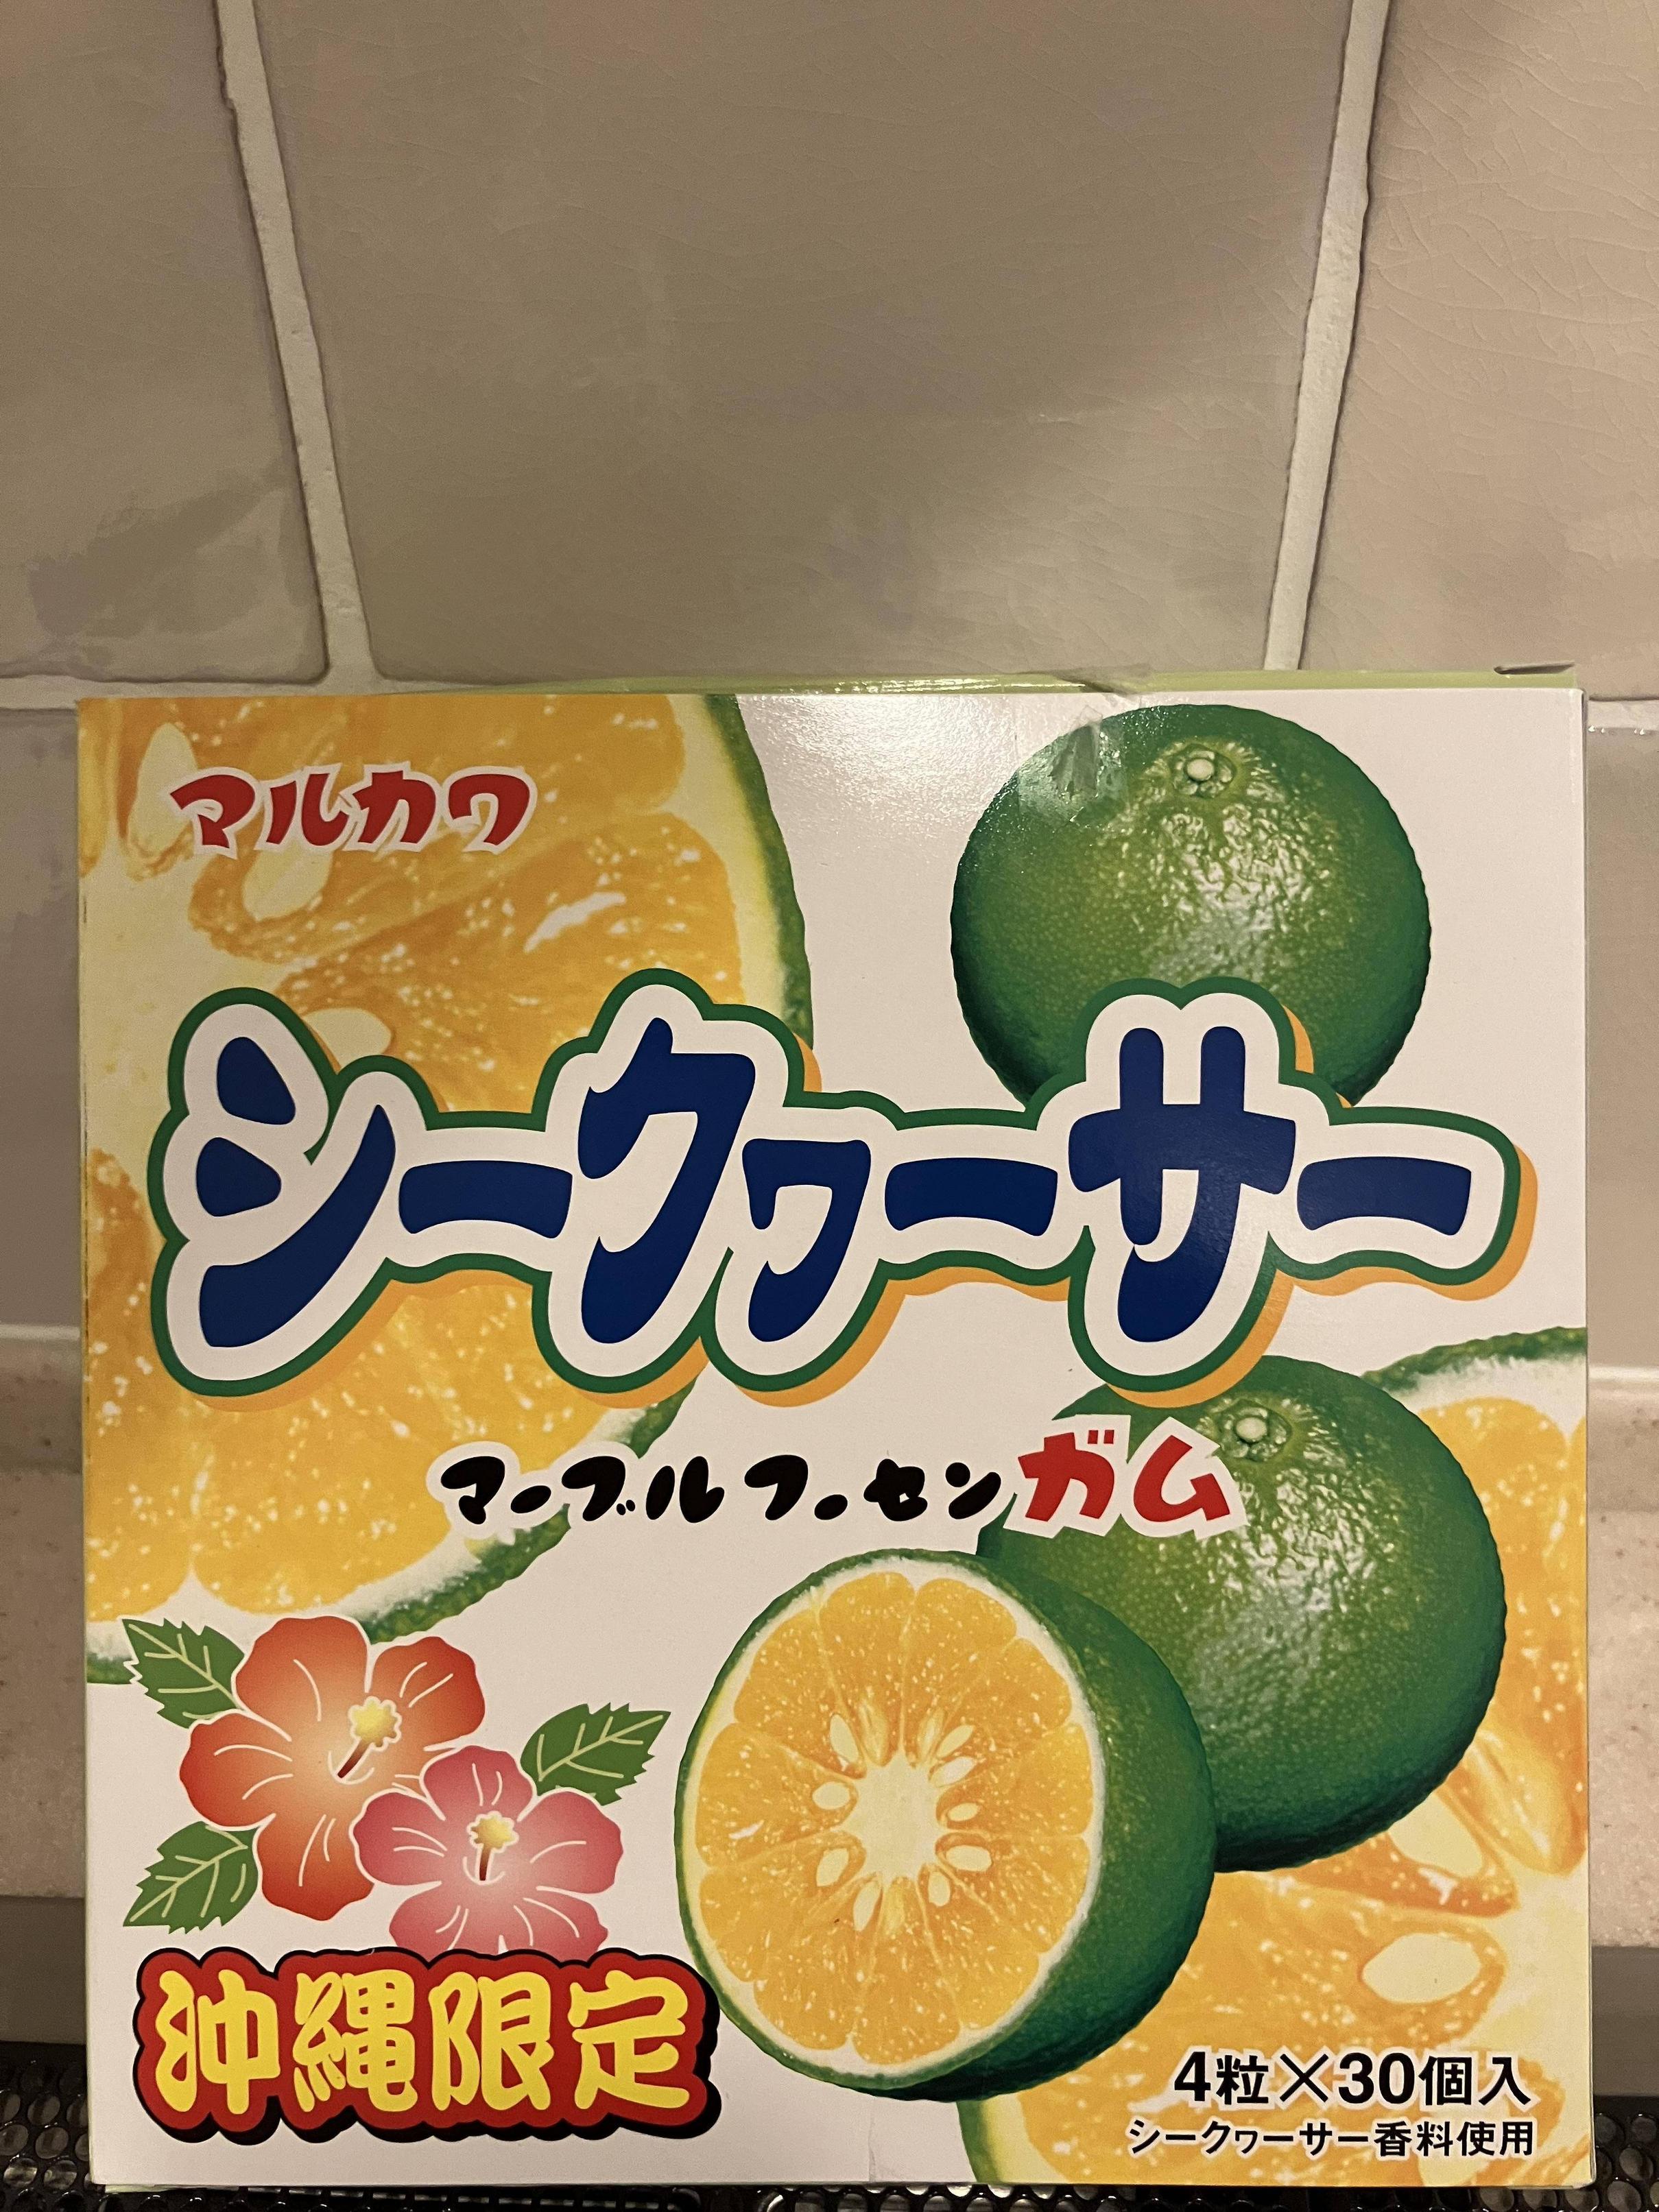 マルカワ
シークヮーサー
マーブルフーセンガム
沖縄限定
4粒×30個入
シークヮーサー香料使用